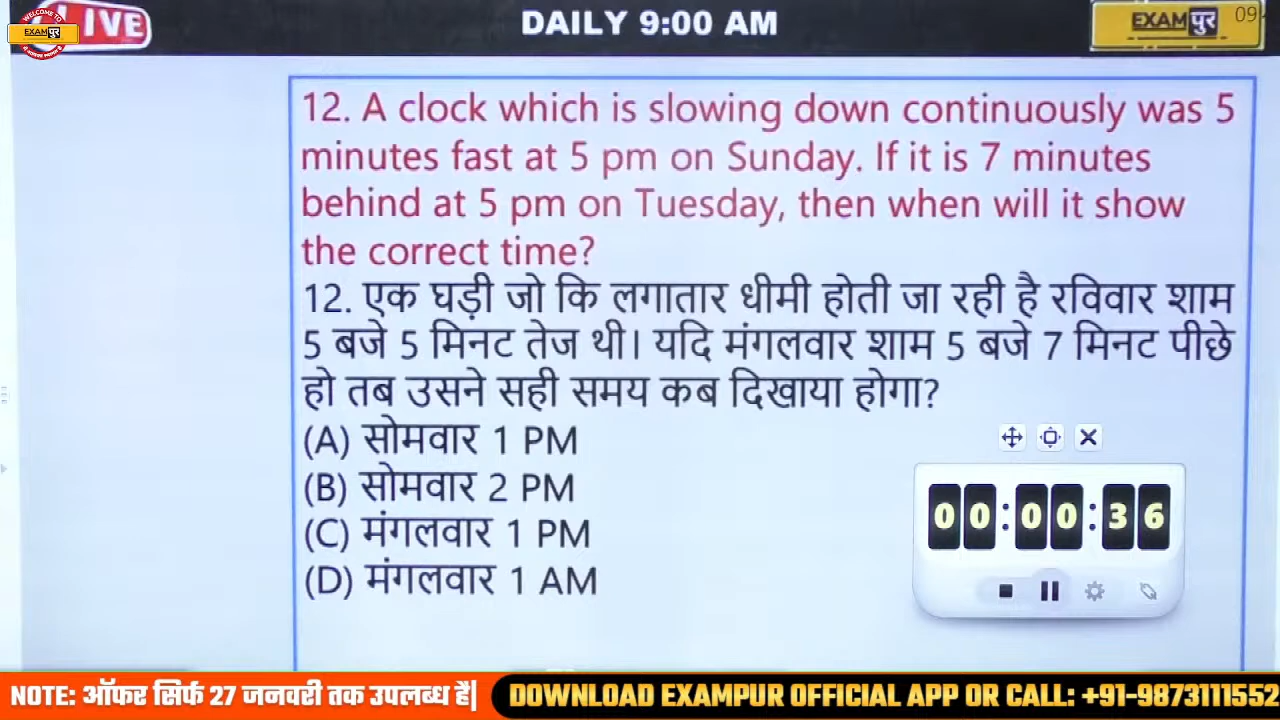 WELCOME TO
LIVE
EXAMपुर
DAILY 9:00 AM
EXAMपुर
09
12. A clock which is slowing down continuously was 5
minutes fast at 5 pm on Sunday. If it is 7 minutes
behind at 5 pm on Tuesday, then when will it show
the correct time?
12. एक घड़ी जो कि लगातार धीमी होती जा रही है रविवार शाम
5 बजे 5 मिनट तेज थी। यदि मंगलवार शाम 5 बजे 7 मिनट पीछे
हो तब उसने सही समय कब दिखाया होगा?
(A) सोमवार 1 PM
(B) सोमवार 2 PM
(C) मंगलवार 1 PM
(D) मंगलवार 1 AM
00:00:36
NOTE: ऑफर सिर्फ 27 जनवरी तक उपलब्ध है|
DOWNLOAD EXAMPUR OFFICIAL APP OR CALL: +91-9873111552